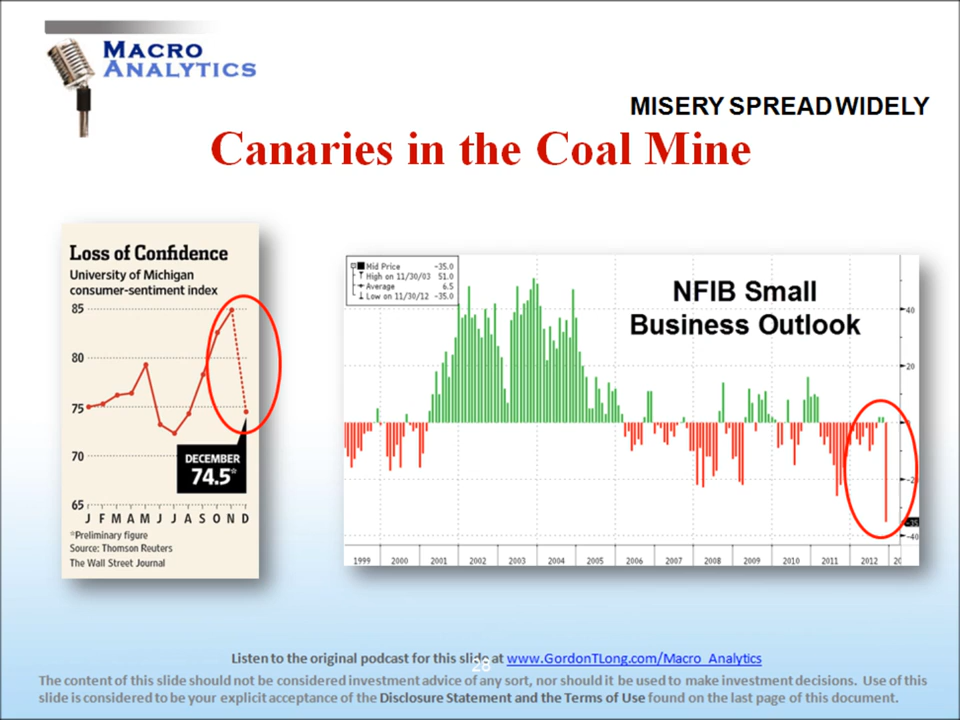 MACRO
ANALYTICS
MISERY SPREAD WIDELY
Canaries in the Coal Mine
Loss of Confidence
University of Michigan
consumer-sentiment index
85
80
75
70
65
DECEMBER
74.5*
J F M A M J J A S O N D
*Preliminary figure
Source: Thomson Reuters
The Wall Street Journal
Mid Price -35.0
High on 11/30/03 51.0
Average 6.5
Low on 11/30/12 -35.0
NFIB Small
Business Outlook
40
20
-40
1999 2000 2001 2002 2003 2004 2005 2006 2007 2008 2009 2010 2011 2012
Listen to the original podcast for this slide at www.GordonTLong.com/Macro_Analytics
28
The content of this slide should not be considered investment advice of any sort, nor should it be used to make investment decisions. Use of this
slide is considered to be your explicit acceptance of the Disclosure Statement and the Terms of Use found on the last page of this document.